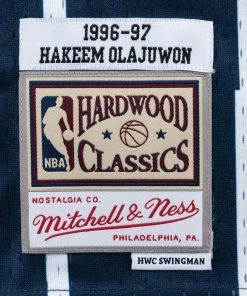 1996-97
HAKEEM OLAJUWON
HARDWOOD
NBA
CLASSICS
NOSTALGIA CO.
Mitchell & Ness
PHILADELPHIA, PA.
HWC SWINGMAN